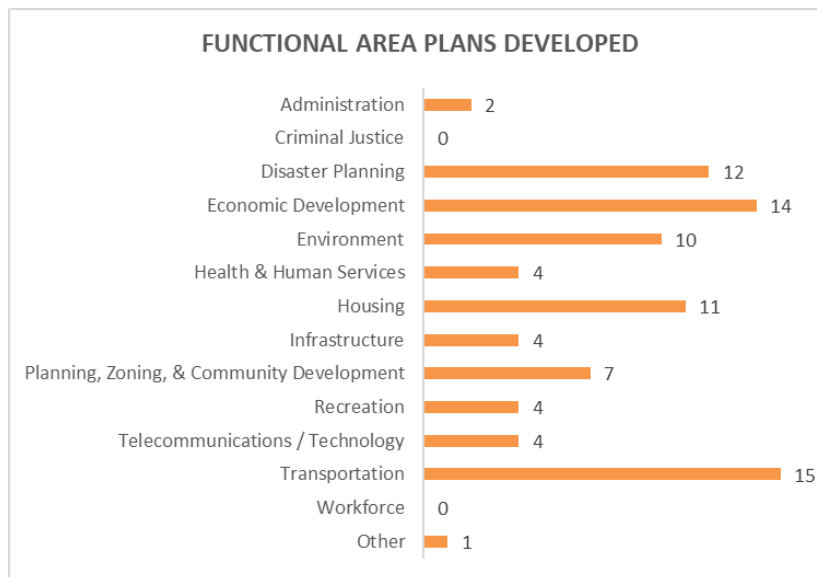 FUNCTIONAL AREA PLANS DEVELOPED
Administration 2
Criminal Justice 0
Disaster Planning 12
Economic Development 14
Environment 10
Health & Human Services 4
Housing 11
Infrastructure 4
Planning, Zoning, & Community Development 7
Recreation 4
Telecommunications / Technology 4
Transportation 15
Workforce 0
Other 1